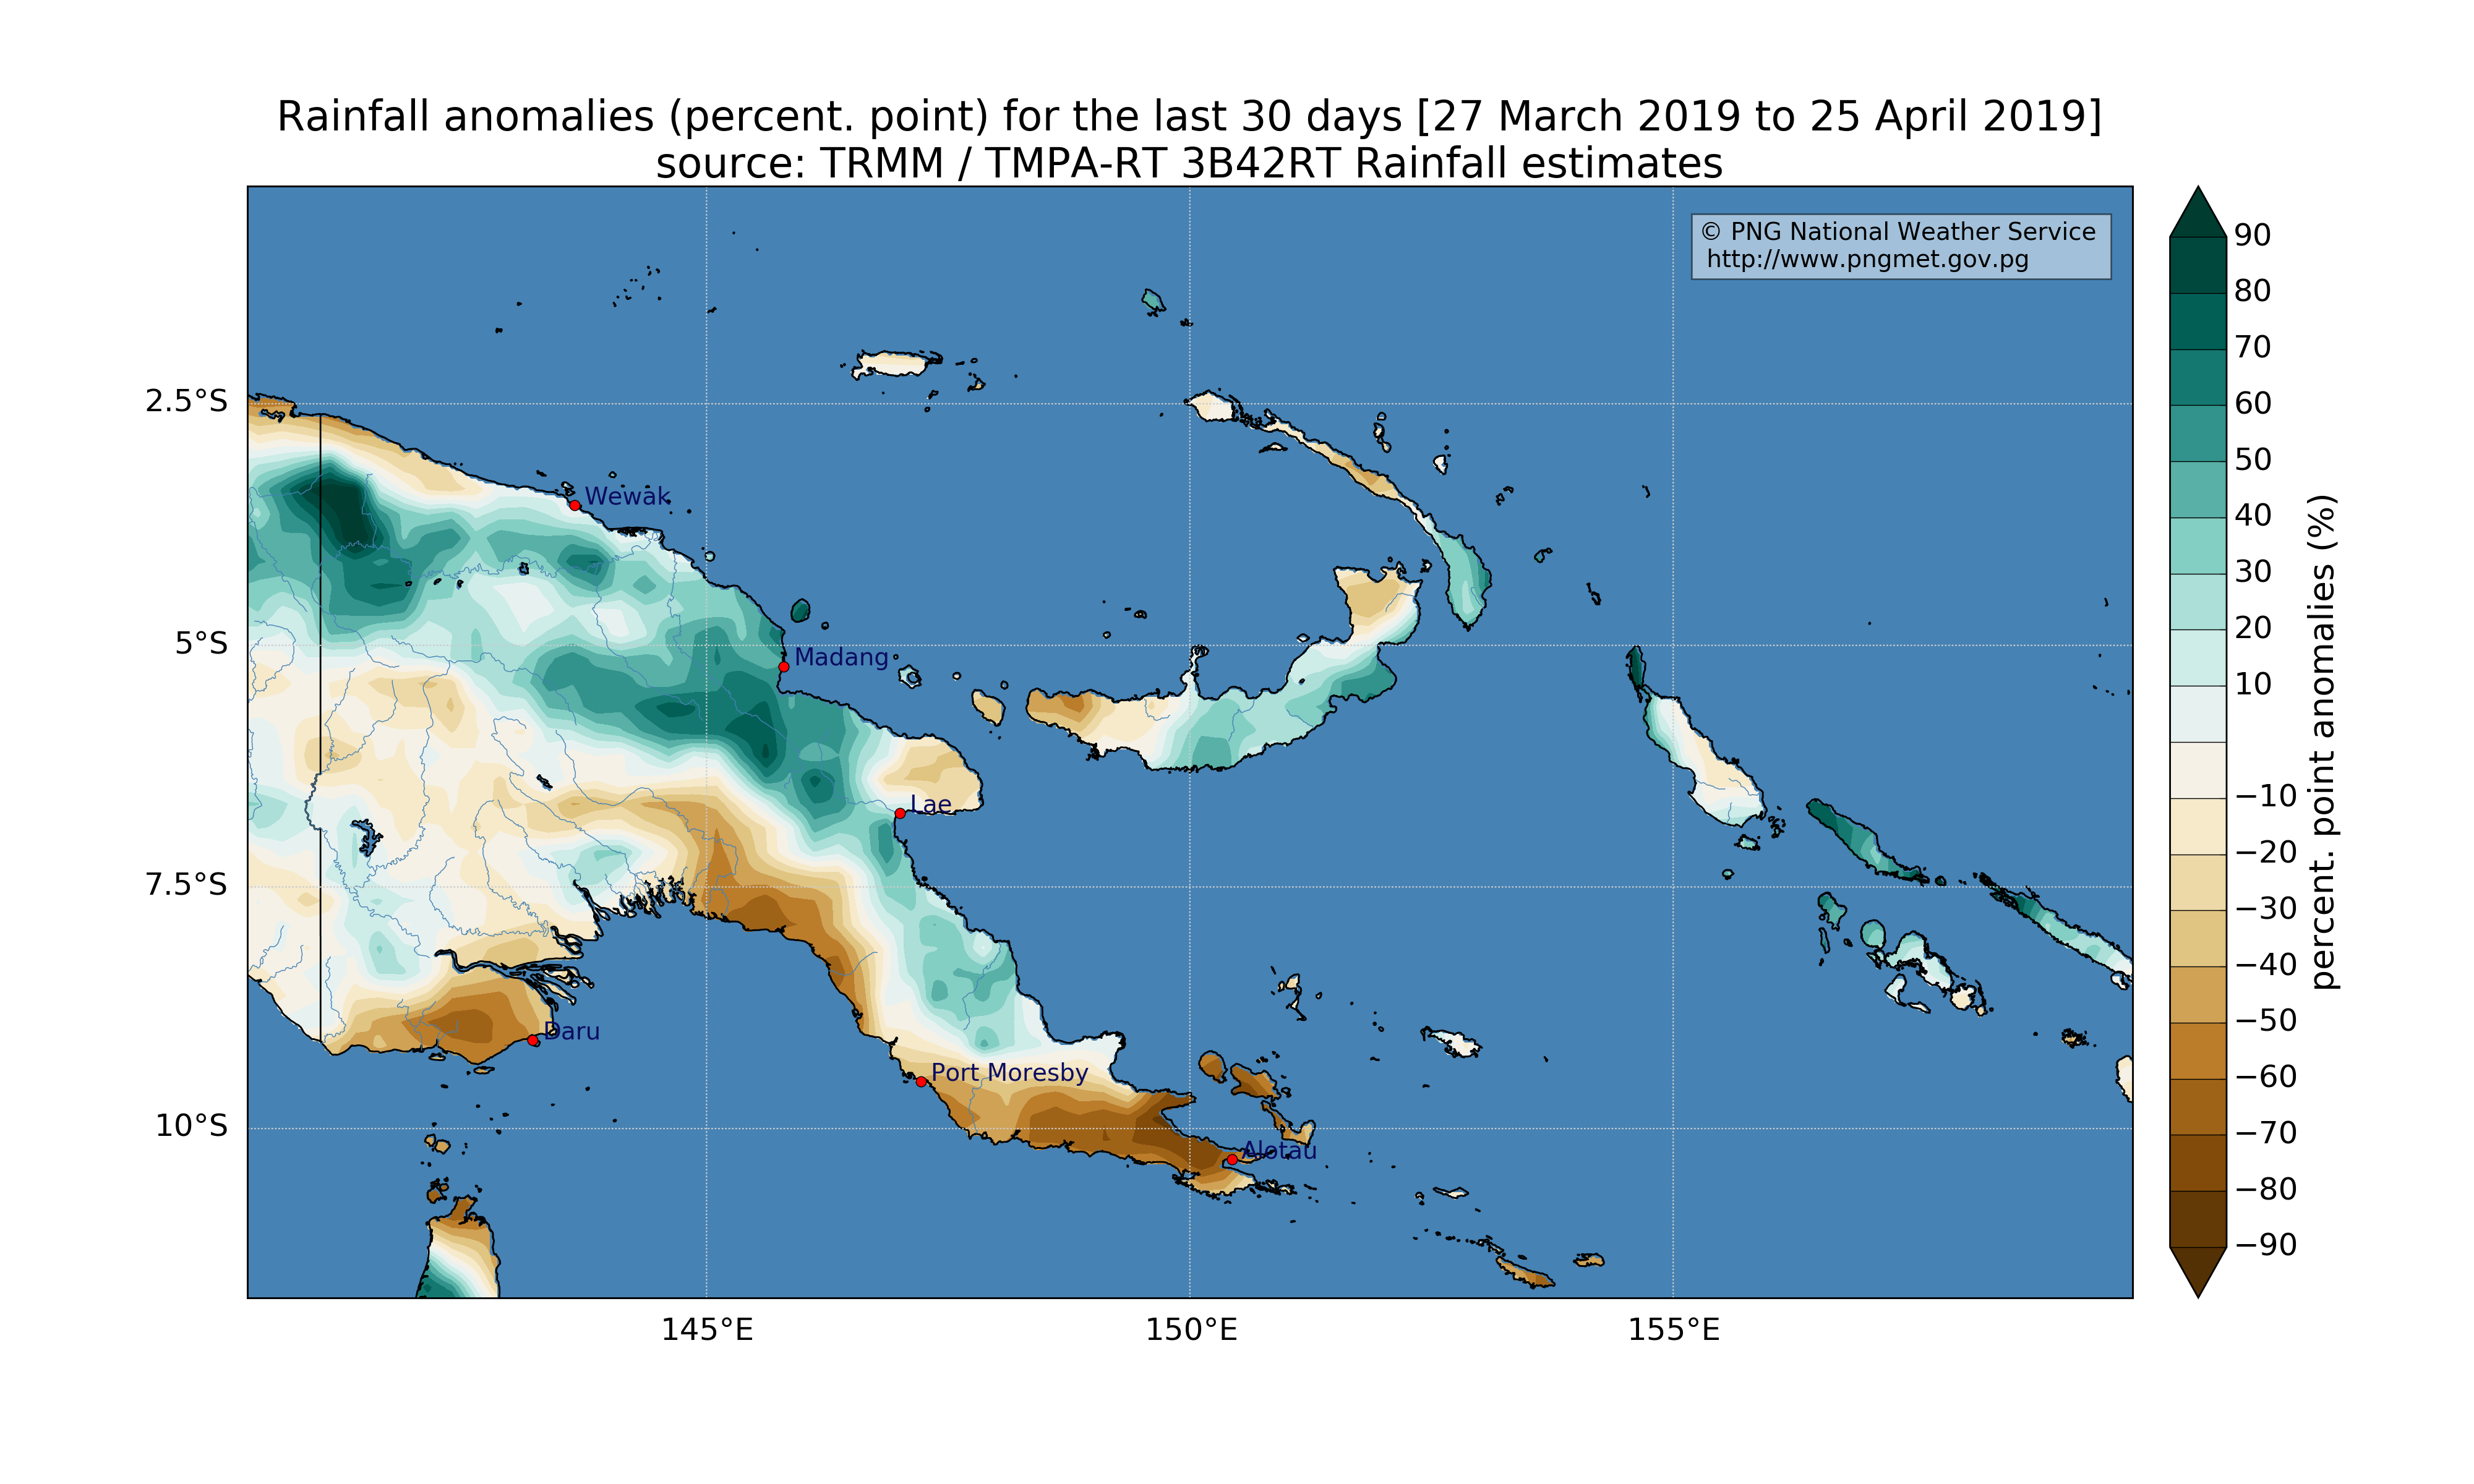 Rainfall anomalies (percent. point) for the last 30 days [27 March 2019 to 25 April 2019]
source: TRMM / TMPA-RT 3B42RT Rainfall estimates
© PNG National Weather Service
http://www.pngmet.gov.pg
2.5°S
5°S
7.5°S
10°S
145°E
150°E
155°E
Wewak
Madang
Lae
Daru
Port Moresby
Alotau
90
80
70
60
50
40
30
20
10
−10
−20
−30
−40
−50
−60
−70
−80
−90
percent. point anomalies (%)